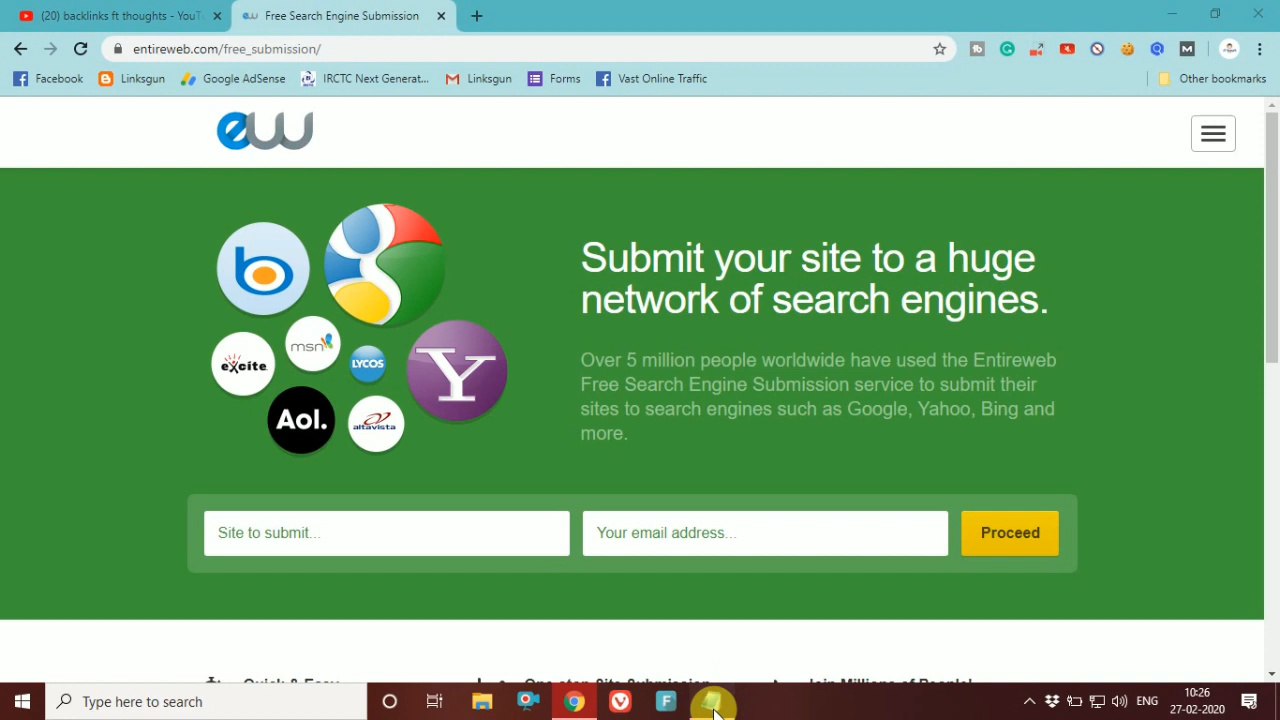 (20) backlinks ft thoughts - YouT
Free Search Engine Submission
entireweb.com/free_submission/
Facebook
Linksgun
Google AdSense
IRCTC Next Generat...
Linksgun
Forms
Vast Online Traffic
Other bookmarks
ew
b
msn
excite
LYCOS
Y
Aol.
altavista
Submit your site to a huge
network of search engines.
Over 5 million people worldwide have used the Entireweb
Free Search Engine Submission service to submit their
sites to search engines such as Google, Yahoo, Bing and
more.
Site to submit...
Your email address...
Proceed
Quick & Easy
One-stop Site Submission
Join Millions of People!
Type here to search
F
ENG
10:26
27-02-2020